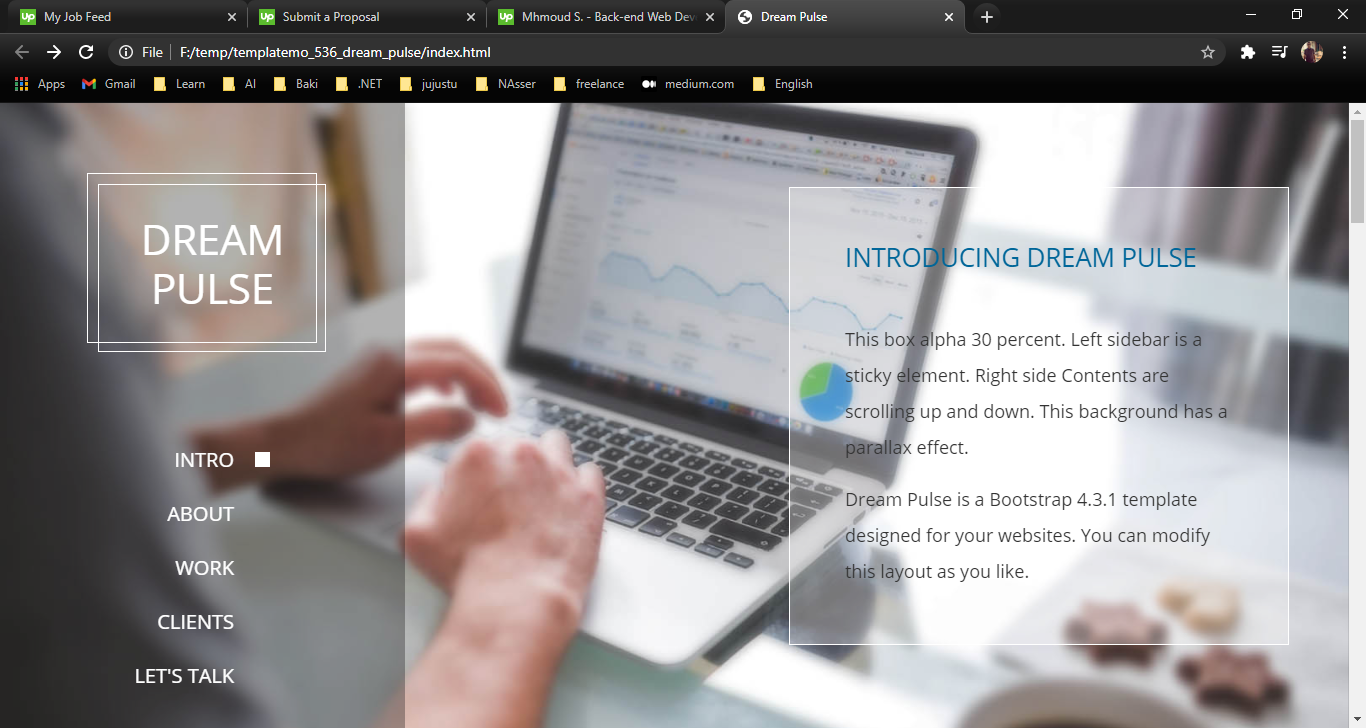 My Job Feed
Submit a Proposal
Mhmoud S. - Back-end Web Dev
Dream Pulse
File
F:/temp/templatemo_536_dream_pulse/index.html
Apps
Gmail
Learn
AI
Baki
.NET
jujustu
NAsser
freelance
medium.com
English
DREAM
PULSE
INTRO
ABOUT
WORK
CLIENTS
LET'S TALK
INTRODUCING DREAM PULSE
This box alpha 30 percent. Left sidebar is a
sticky element. Right side Contents are
scrolling up and down. This background has a
parallax effect.
Dream Pulse is a Bootstrap 4.3.1 template
designed for your websites. You can modify
this layout as you like.